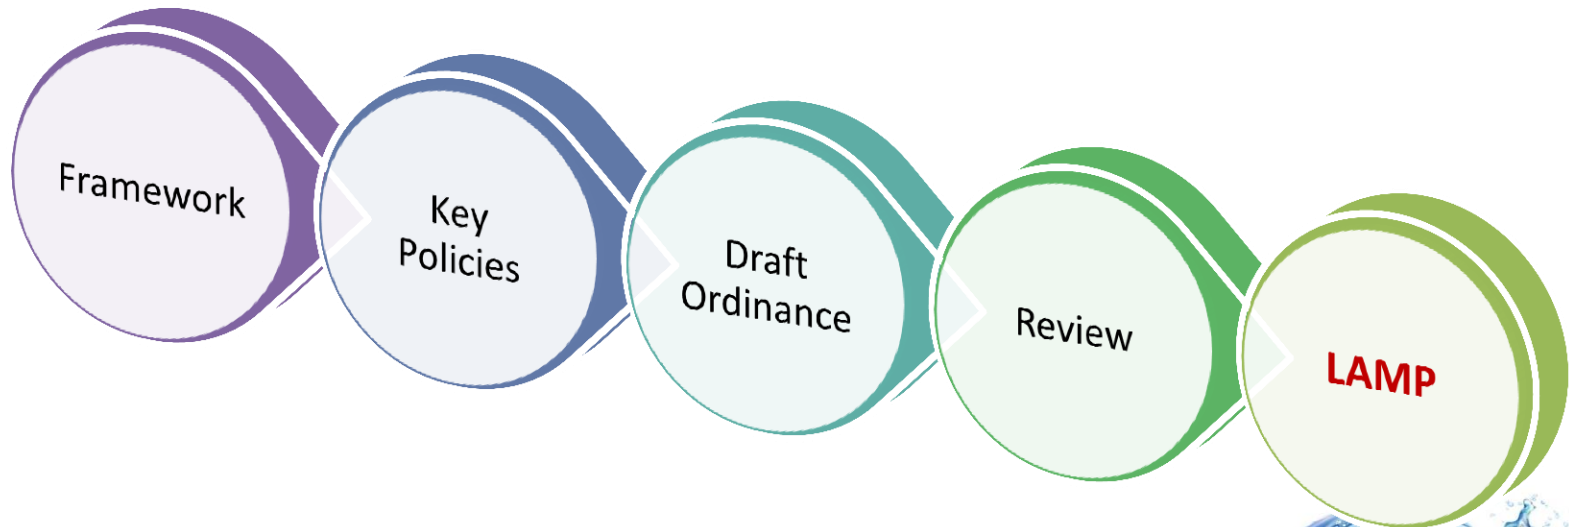 Framework
Key
Policies
Draft
Ordinance
Review
LAMP